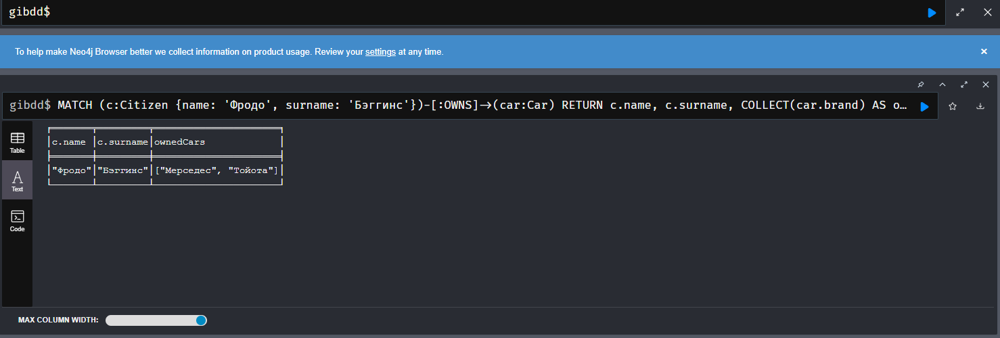 gibdd$
To help make Neo4j Browser better we collect information on product usage. Review your settings at any time.
gibdd$ MATCH (c:Citizen {name: 'Фродо', surname: 'Бэггинс'})-[:OWNS]→(car:Car) RETURN c.name, c.surname, COLLECT(car.brand) AS o…
Table
Text
Code
c.name │c.surname│ownedCars
"Фродо"│"Бэггинс"│["Мерседес", "Тойота"]
MAX COLUMN WIDTH: